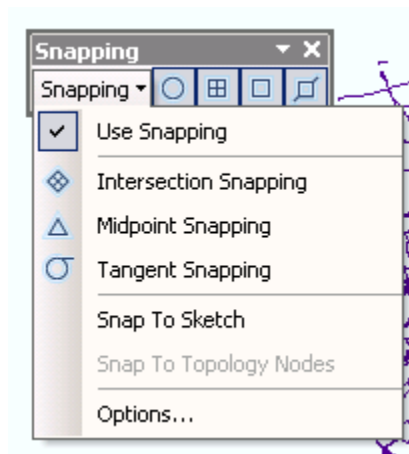 Snapping
Snapping
Use Snapping
Intersection Snapping
Midpoint Snapping
Tangent Snapping
Snap To Sketch
Snap To Topology Nodes
Options...